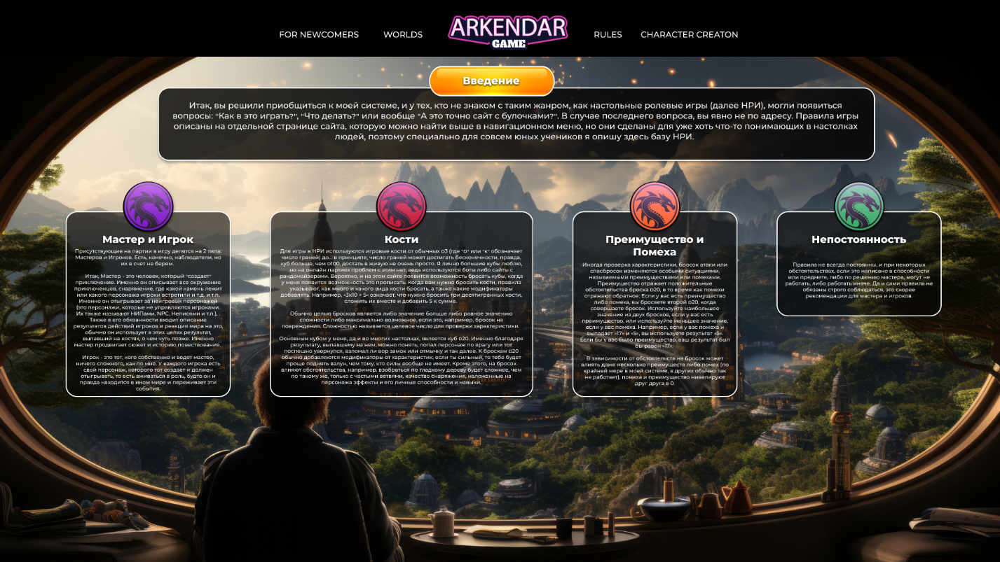 FOR NEWCOMERS
WORLDS
ARKENDAR
GAME
RULES
CHARACTER CREATON
Введение
Итак, вы решили приобщиться к моей системе, и у тех, кто не знаком с таким жанром, как настольные ролевые игры (далее НРИ), могли появиться
вопросы: "Как в это играть?", "Что делать?" или вообще "А это точно сайт с булочками?". В случае последнего вопроса, вы явно не по адресу. Правила игры
описаны на отдельной странице сайта, которую можно найти выше в навигационном меню, но они сделаны для уже хоть что-то понимающих в настолках
людей, поэтому специально для совсем юных учеников я опишу здесь базу НРИ.
Мастер и Игрок
Присутствующие на партии в игру делятся на 2 типа:
Мастеров и Игроков. Есть, конечно, наблюдатели, но
их в счет не берем.
Итак, Мастер - это человек, который "создает"
приключение. Именно он описывает все окружение
приключенцев, снаряжение, где какой камень лежит
или какого персонажа игроки встретили и т.д. и т.п.
Именно он отыгрывает за неигровых персонажей
(это персонажи, которые не управляются игроками.
Их также называют НИПами, NPC, Неписями и т.п.), .
Также в его обязанности входит описание
результатов действий игроков и реакция мира на это,
обычно он использует в этих целях результат,
выпавший на костях, о чем чуть позже. Именно
мастер продвигает сюжет и историю повествования.
Игрок - это тот, кого собственно и ведет мастер,
ничего сложного, как по мне. У каждого игрока есть
свой персонаж, которого тот создает и должен
отыгрывать, то есть вживаться в роль, будто он и
правда находится в ином мире и переживает эти
события.
Кости
Для игры в НРИ используются игровые кости от обычных D3 (где "D" или "К" обозначает
число граней) до... в принципе, число граней может достигать бесконечности, правда,
куб больше, чем D100, достать в живую не очень просто. Я лично большие кубы люблю,
но на онлайн партиях проблем с этим нет, ведь используются боты либо сайты с
рандомайзерами. Вероятно, и на этом сайте появится возможность бросать кубы, когда
у меня появится возможность это прописать. Когда вам нужно бросить кости, правила
указывают, как много и какого вида кости бросать, а также какие модификаторы
добавлять. Например, «3к10 + 5» означает, что нужно бросить три десятигранных кости,
сложить их вместе и добавить 5 к сумме.
Обычно целью бросков является либо значение больше либо равное значению
сложности либо максимально возможное, если это, например, бросок на
повреждения. Сложностью называется целевое число для проверки характеристики.
Основным кубом у меня, да и во многих настолках, является куб D20. Именно благодаря
результату, выпавшему на нем, можно понять, попал персонаж по врагу или тот
поспешно увернулся, взломал ли вор замок или отмычку и так далее. К броскам D20
обычно добавляются модификаторы от характеристик, если ты сильный, то тебе будет
проще поднять валун, чем тому, кто силы вообще не имеет. Кроме этого, на бросок
влияют обстоятельства, например, взобраться по гладкому дереву будет сложнее, чем
по такому же, только с частыми ветвями, качество снаряжения, наложенные на
персонажа эффекты и его личные способности и навыки.
Преимущество и
Помеха
Иногда проверка характеристики, бросок атаки или
спасбросок изменяются особыми ситуациями,
называемыми преимуществами или помехами.
Преимущество отражает положительные
обстоятельства броска D20, в то время как помехи
отражают обратное. Если у вас есть преимущество
либо помеха, вы бросаете второй D20, когда
совершаете бросок. Используйте наибольшее
значение из двух бросков, если у вас есть
преимущество, или используйте меньшее значение,
если у вас помеха. Например, если у вас помеха и
выпадает «17» и «5», вы используете результат «5».
Если бы у вас было преимущество, ваш результат был
бы равен «17».
В зависимости от обстоятельств на бросок может
влиять даже несколько преимуществ либо помех (по
крайней мере в моей системе, в других обычно так
не работает), помеха и преимущество нивелируют
друг друга в 0.
Непостоянность
Правила не всегда постоянны, и при некоторых
обстоятельствах, если это написано в способности
или предмете, либо по решению мастера, могут не
работать, либо работать иначе. Да и сами правила не
обязаны строго соблюдаться, это скорее
рекомендации для мастера и игроков.